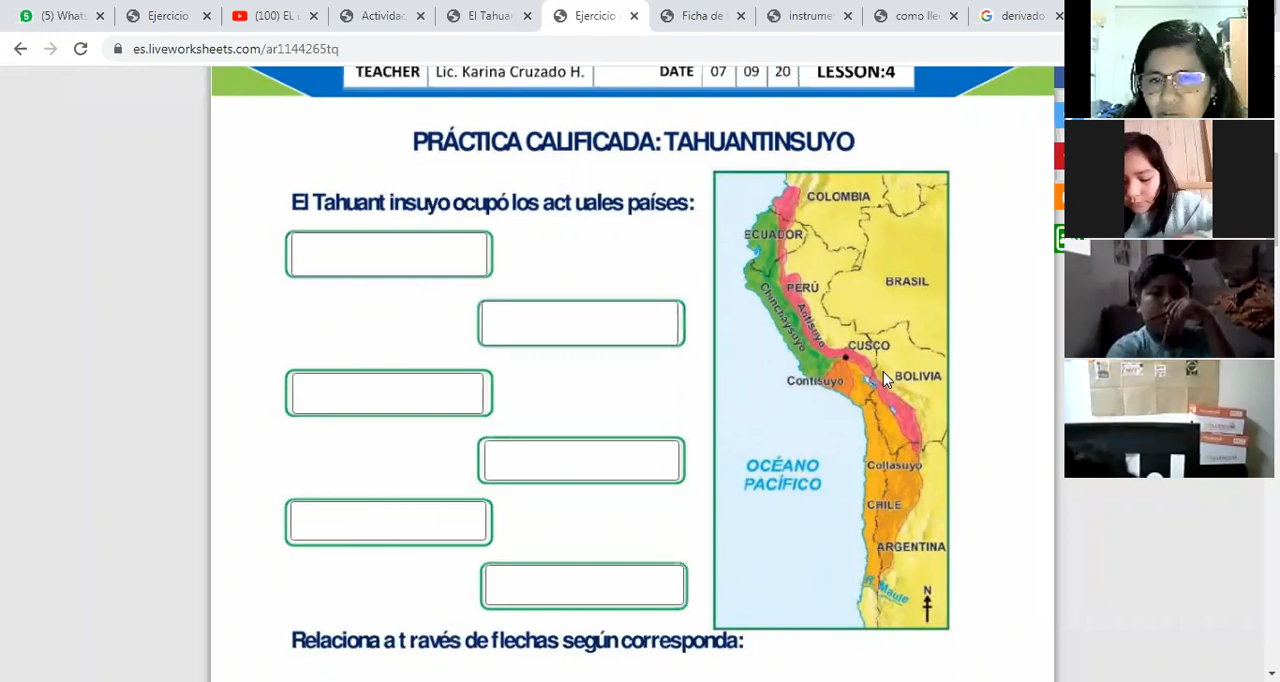 (5) Whats
Ejercicio
(100) EL
Actividad
El Tahuan
Ejercicio
Ficha de
instrume
como lle
derivado
es.liveworksheets.com/ar1144265tq
TEACHER Lic. Karina Cruzado H. DATE 07 09 20 LESSON:4
PRÁCTICA CALIFICADA: TAHUANTINSUYO
El Tahuant insuyo ocupó los act uales países:
COLOMBIA
ECUADOR
PERÚ
BRASIL
Chinchaysuyo
Antisuyo
CUSCO
BOLIVIA
Contisuyo
OCÉANO
PACÍFICO
Collasuyo
CHILE
ARGENTINA
R. Maule
N
Relaciona a t ravés de flechas según corresponda: